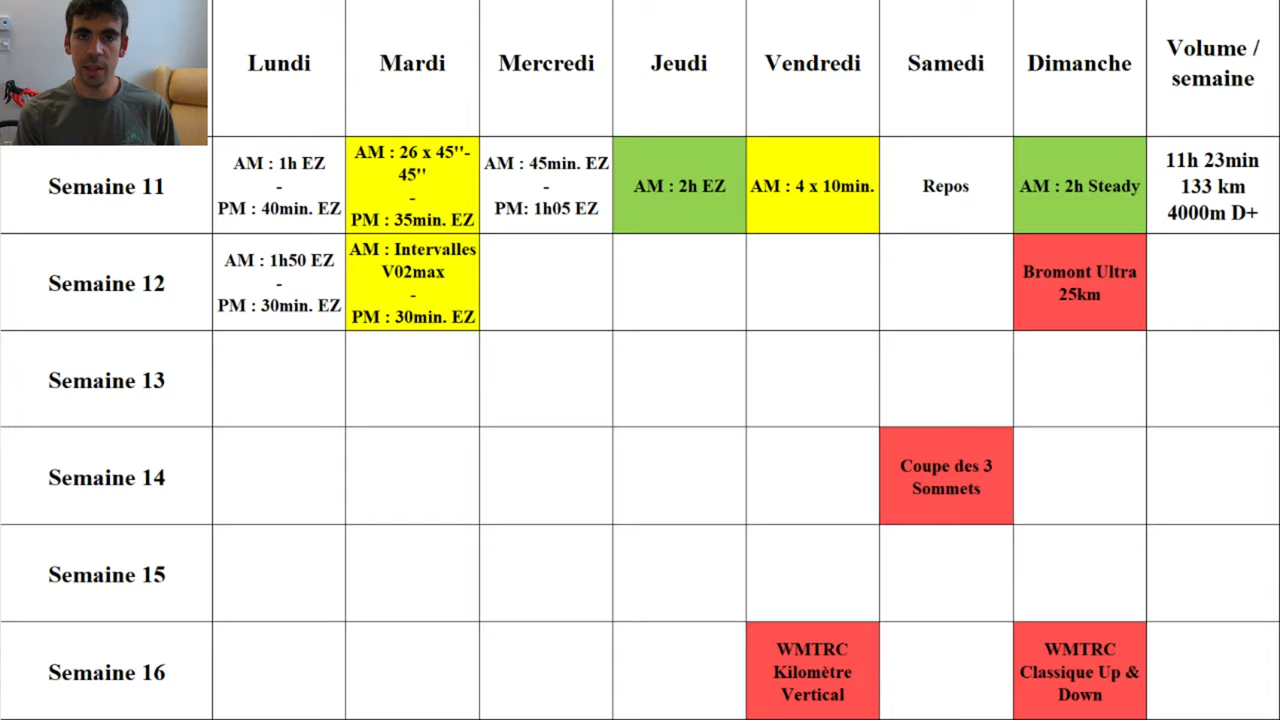 Lundi
Mardi
Mercredi
Jeudi
Vendredi
Samedi
Dimanche
Volume /
semaine
Semaine 11
AM : 1h EZ
-
PM : 40min. EZ
AM : 26 x 45''-
45''
-
PM : 35min. EZ
AM : 45min. EZ
-
PM: 1h05 EZ
AM : 2h EZ
AM : 4 x 10min.
Repos
AM : 2h Steady
11h 23min
133 km
4000m D+
Semaine 12
AM : 1h50 EZ
-
PM : 30min. EZ
AM : Intervalles
V02max
-
PM : 30min. EZ
Bromont Ultra
25km
Semaine 13
Semaine 14
Coupe des 3
Sommets
Semaine 15
Semaine 16
WMTRC
Kilomètre
Vertical
WMTRC
Classique Up &
Down